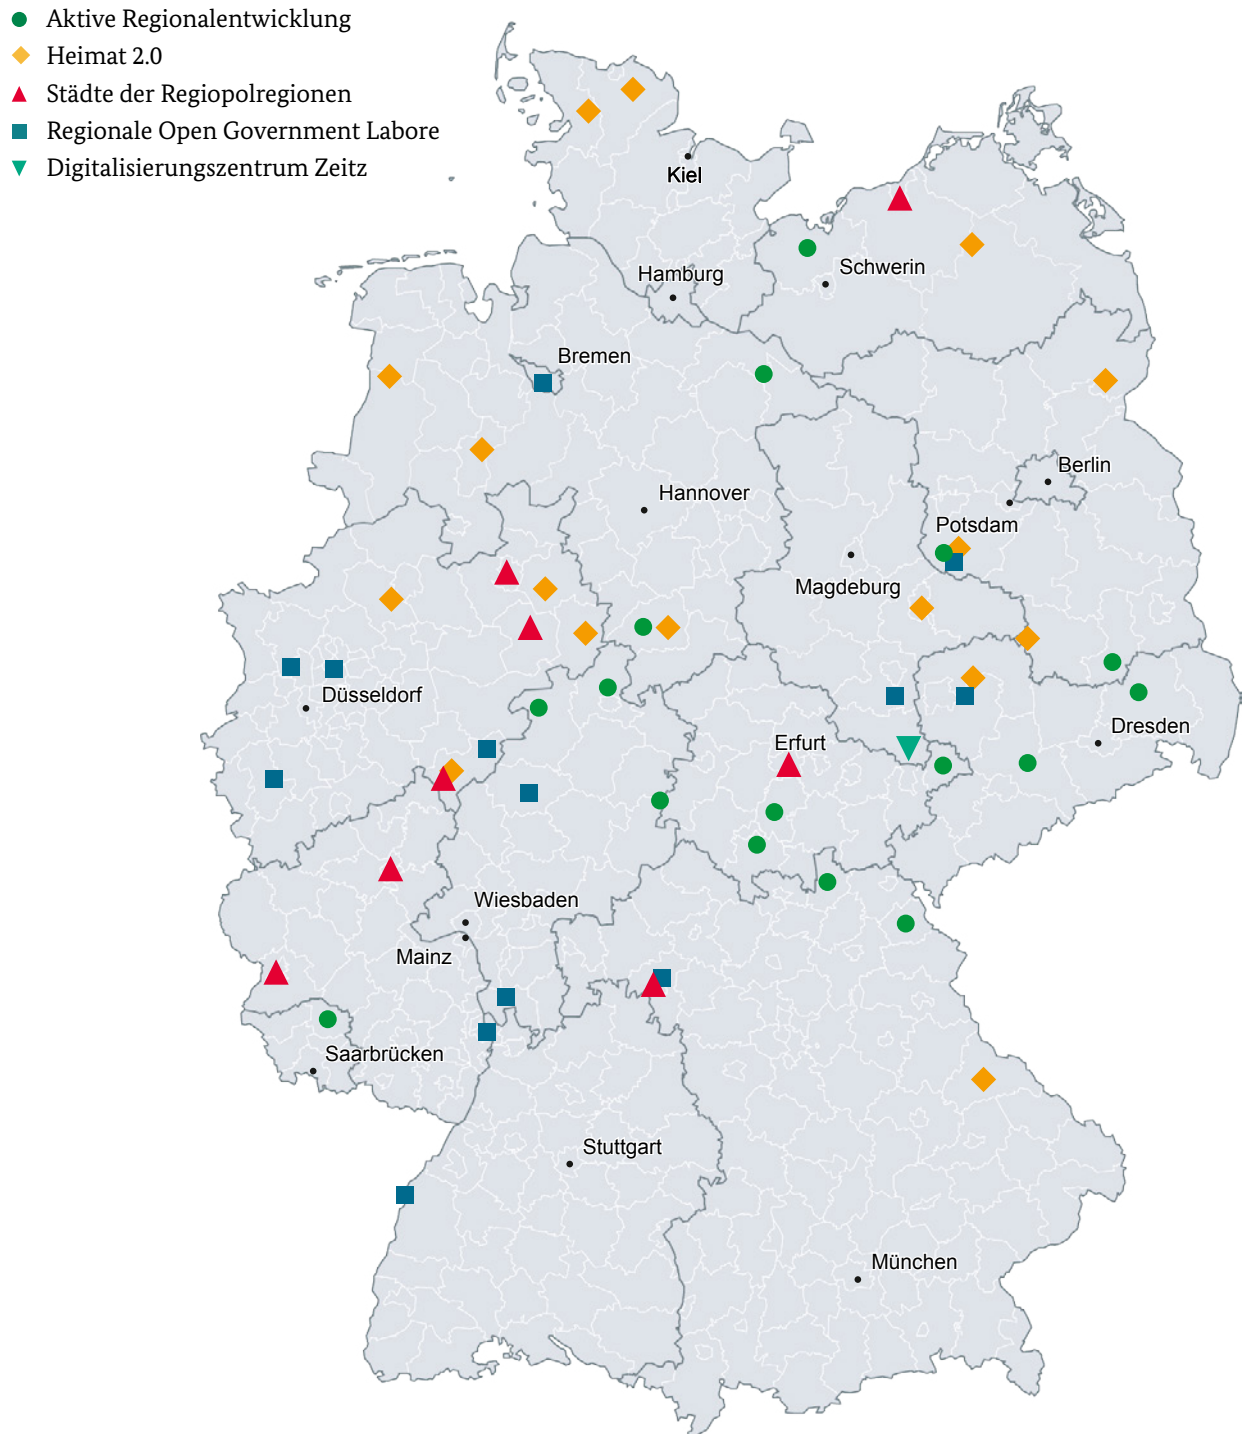 Aktive Regionalentwicklung
Heimat 2.0
Städte der Regiopolregionen
Regionale Open Government Labore
Digitalisierungszentrum Zeitz
Kiel
Schwerin
Hamburg
Bremen
Berlin
Hannover
Potsdam
Magdeburg
Düsseldorf
Dresden
Erfurt
Wiesbaden
Mainz
Saarbrücken
Stuttgart
München